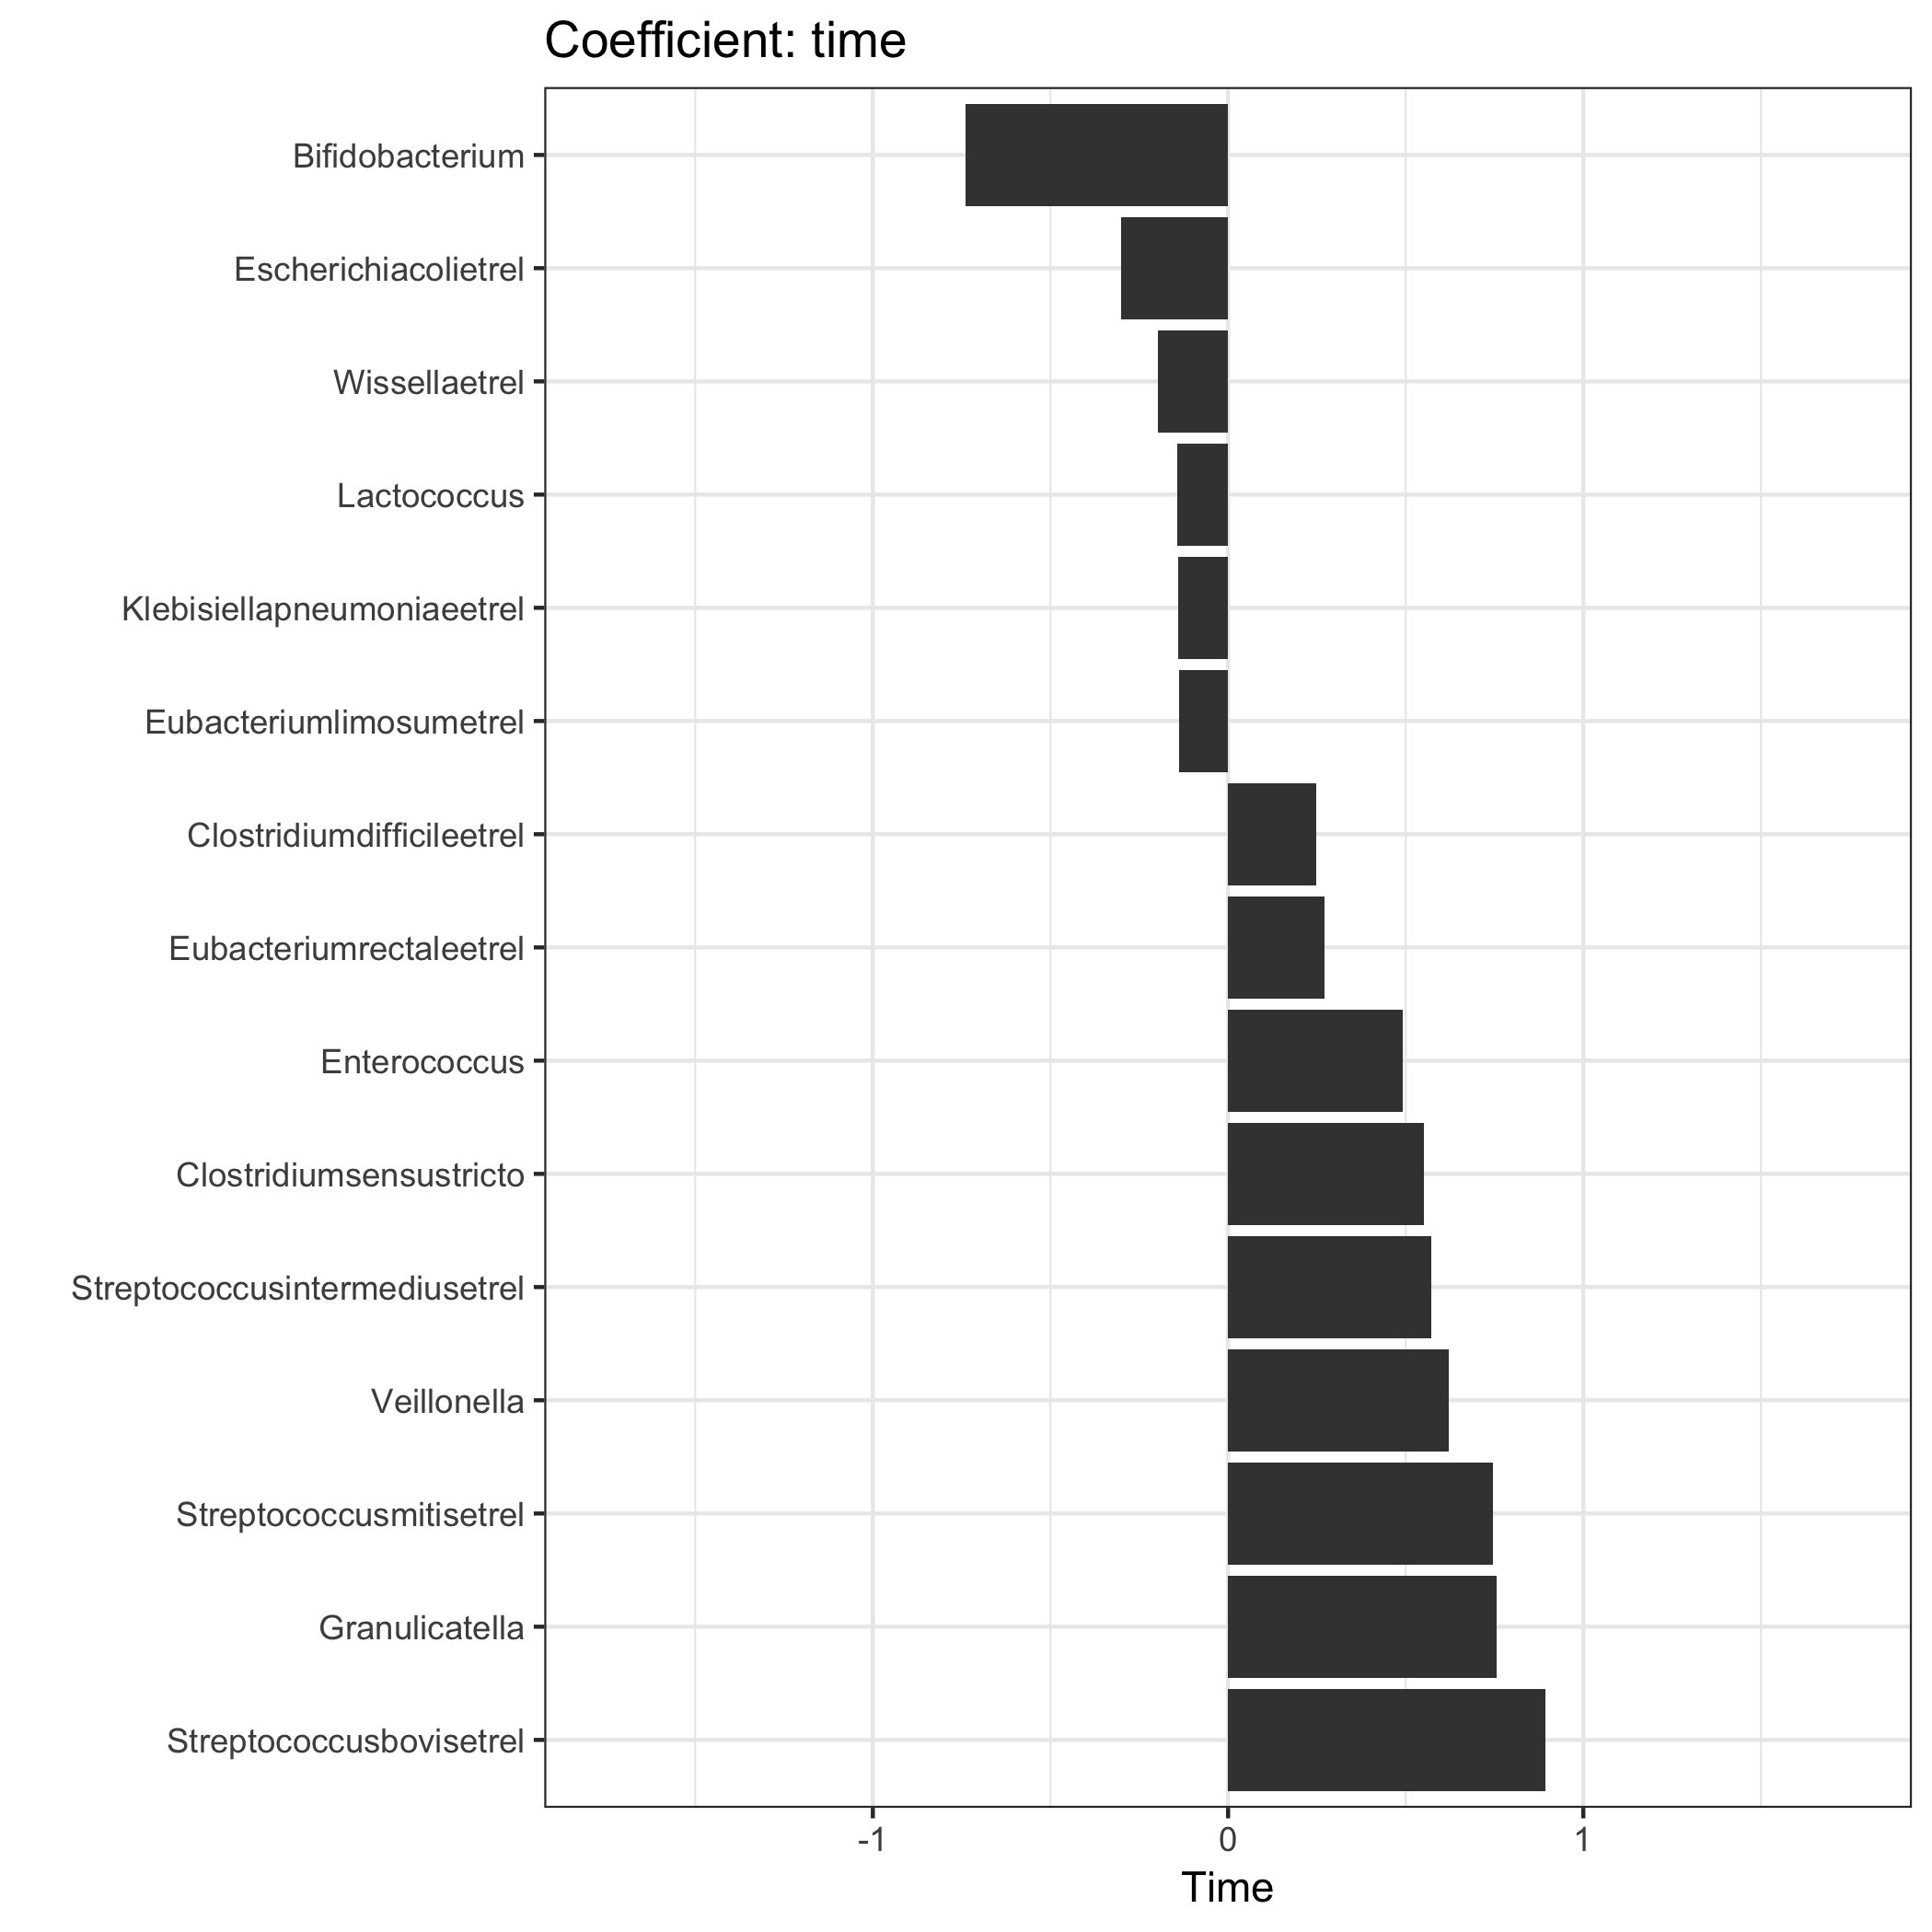 Coefficient: time
Bifidobacterium
Escherichiacolietrel
Wissellaetrel
Lactococcus
Klebisiellapneumoniaeetrel
Eubacteriumlimosumetrel
Clostridiumdifficileetrel
Eubacteriumrectaleetrel
Enterococcus
Clostridiumsensustricto
Streptococcusintermediusetrel
Veillonella
Streptococcusmitisetrel
Granulicatella
Streptococcusbovisetrel
-1 0 1
Time